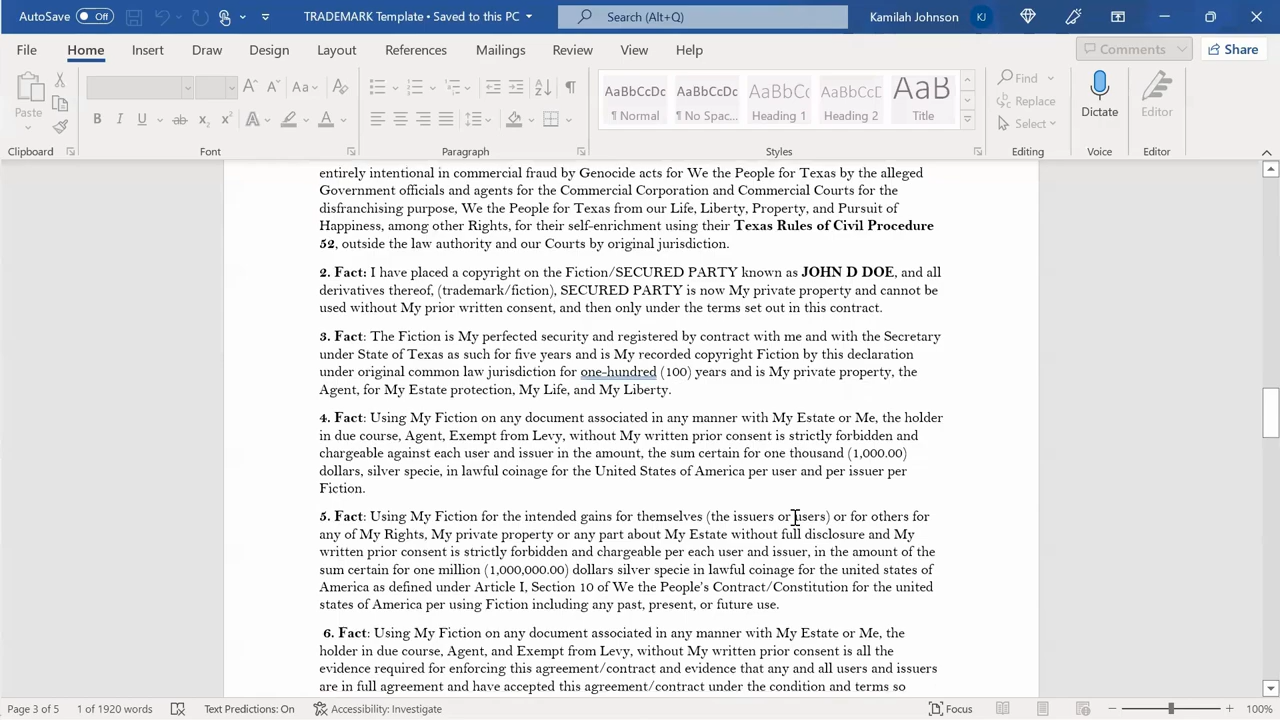 AutoSave Off TRADEMARK Template • Saved to this PC Search (Alt+Q) Kamilah Johnson KJ
File Home Insert Draw Design Layout References Mailings Review View Help Comments Share
Paste
Clipboard
Aa
B I U ab x₂ x² A A
Font
Paragraph
AaBbCcDc AaBbCcDc AaBbCc AaBbCcD AaB
¶ Normal ¶ No Spac... Heading Heading 2 Title
Styles
Find
Replace
Select
Editing
Dictate
Voice
Editor
Editor
entirely intentional in commercial fraud by Genocide acts for We the People for Texas by the alleged
Government officials and agents for the Commercial Corporation and Commercial Courts for the
disfranchising purpose, We the People for Texas from our Life, Liberty, Property, and Pursuit of
Happiness, among other Rights, for their self-enrichment using their Texas Rules of Civil Procedure
52, outside the law authority and our Courts by original jurisdiction.
2. Fact: I have placed a copyright on the Fiction/SECURED PARTY known as JOHN D DOE, and all
derivatives thereof, (trademark/fiction), SECURED PARTY is now My private property and cannot be
used without My prior written consent, and then only under the terms set out in this contract.
3. Fact: The Fiction is My perfected security and registered by contract with me and with the Secretary
under State of Texas as such for five years and is My recorded copyright Fiction by this declaration
under original common law jurisdiction for one-hundred (100) years and is My private property, the
Agent, for My Estate protection, My Life, and My Liberty.
4. Fact: Using My Fiction on any document associated in any manner with My Estate or Me, the holder
in due course, Agent, Exempt from Levy, without My written prior consent is strictly forbidden and
chargeable against each user and issuer in the amount, the sum certain for one thousand (1,000.00)
dollars, silver specie, in lawful coinage for the United States of America per user and per issuer per
Fiction.
5. Fact: Using My Fiction for the intended gains for themselves (the issuers or users) or for others for
any of My Rights, My private property or any part about My Estate without full disclosure and My
written prior consent is strictly forbidden and chargeable per each user and issuer, in the amount of the
sum certain for one million (1,000,000.00) dollars silver specie in lawful coinage for the united states of
America as defined under Article I, Section 10 of We the People's Contract/Constitution for the united
states of America per using Fiction including any past, present, or future use.
6. Fact: Using My Fiction on any document associated in any manner with My Estate or Me, the
holder in due course, Agent, and Exempt from Levy, without My written prior consent is all the
evidence required for enforcing this agreement/contract and evidence that any and all users and issuers
are in full agreement and have accepted this agreement/contract under the condition and terms so
Page 3 of 5 1 of 1920 words Text Predictions: On Accessibility: Investigate Focus 100%